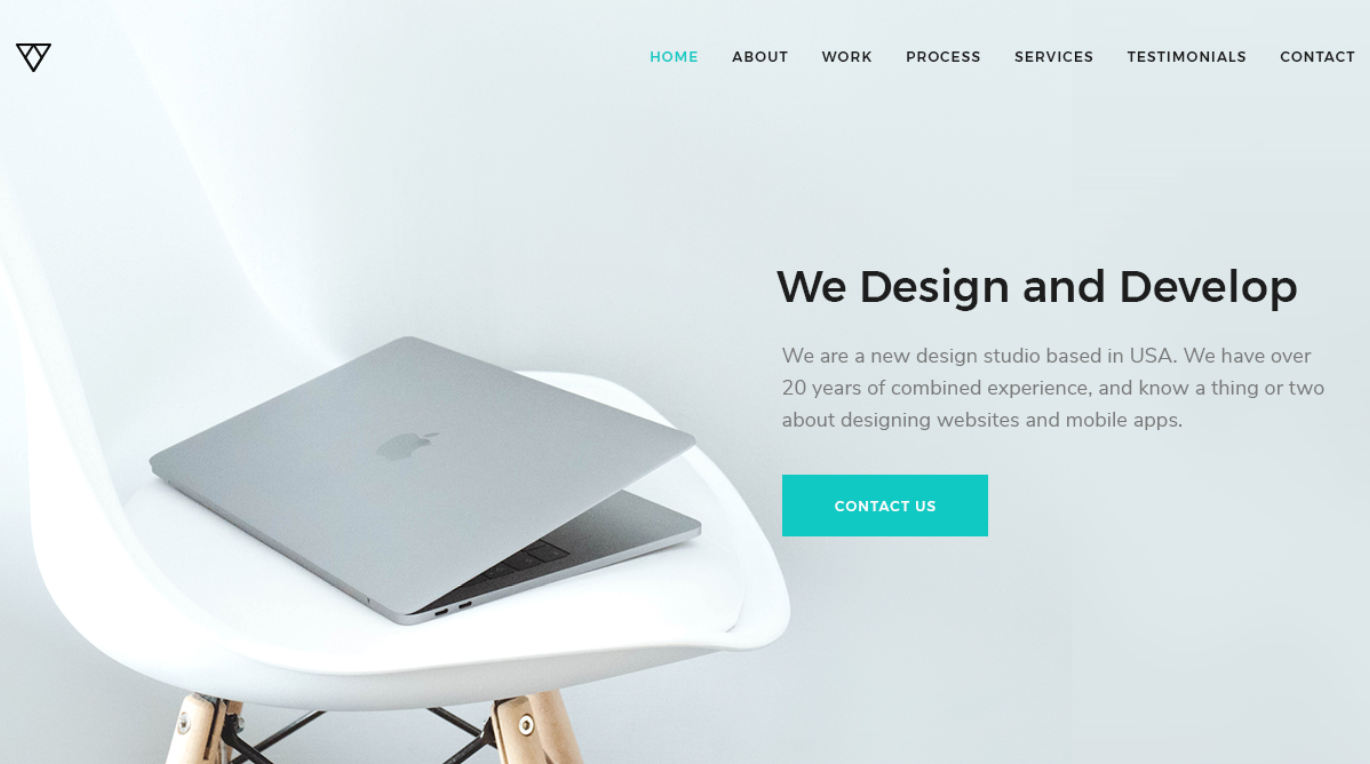 HOME ABOUT WORK PROCESS SERVICES TESTIMONIALS CONTACT
We Design and Develop
We are a new design studio based in USA. We have over
20 years of combined experience, and know a thing or two
about designing websites and mobile apps.
CONTACT US